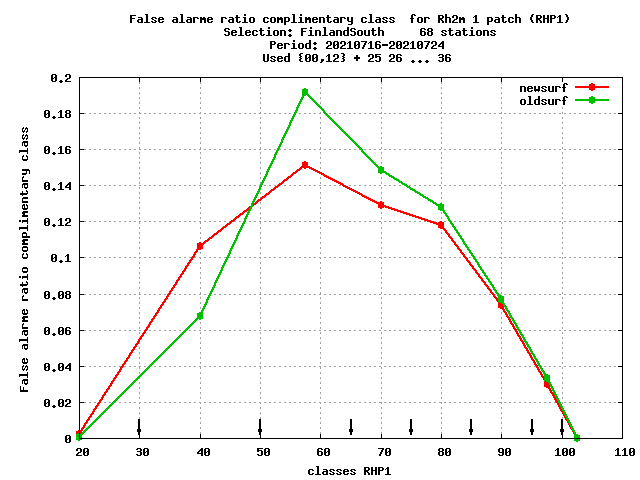 False alarme ratio complimentary class  for Rh2m 1 patch (RHP1)
Selection: FinlandSouth     68 stations
Period: 20210716-20210724
Used {00,12} + 25 26 ... 36
newsurf
oldsurf
False alarme ratio complimentary class
0,2
0,18
0,16
0,14
0,12
0,1
0,08
0,06
0,04
0,02
0
20 30 40 50 60 70 80 90 100 110
classes RHP1